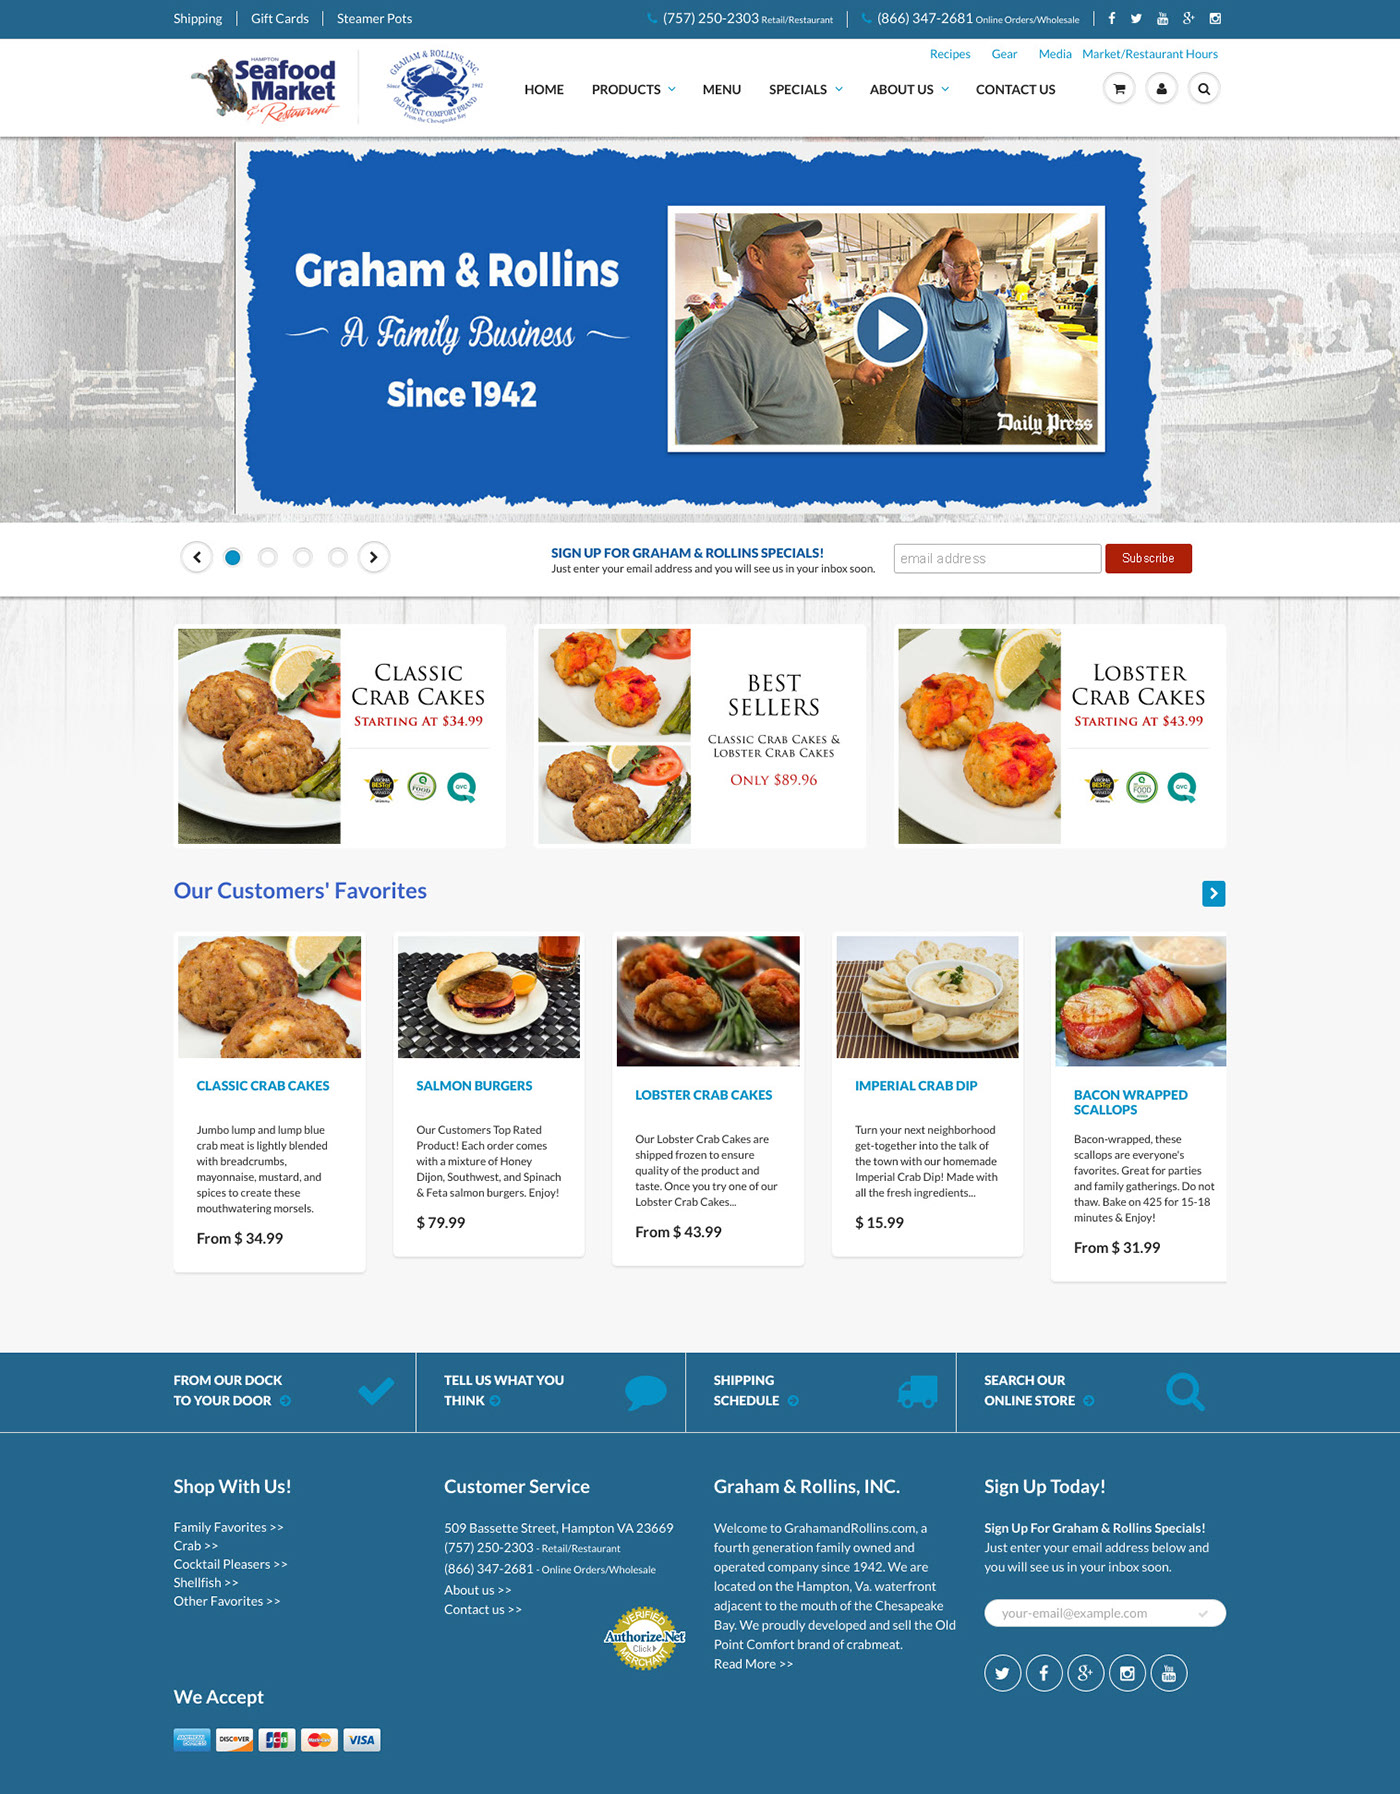 Shipping
Gift Cards
Steamer Pots
(757) 250-2303 Retail/Restaurant
(866) 347-2681 Online Orders/Wholesale
Recipes
Gear
Media
Market/Restaurant Hours
HAMPTON
Seafood
Market
& Restaurant
GRAHAM & ROLLINS, INC.
Since 1942
OLD POINT COMFORT BRAND
From the Chesapeake Bay
HOME
PRODUCTS
MENU
SPECIALS
ABOUT US
CONTACT US
Graham & Rollins
A Family Business
Since 1942
Daily Press
SIGN UP FOR GRAHAM & ROLLINS SPECIALS!
Just enter your email address and you will see us in your inbox soon.
email address
Subscribe
CLASSIC
CRAB CAKES
STARTING AT $34.99
BEST of
FOOD
QVC
BEST
SELLERS
CLASSIC CRAB CAKES &
LOBSTER CRAB CAKES
ONLY $89.96
LOBSTER
CRAB CAKES
STARTING AT $43.99
BEST of
FOOD
QVC
Our Customers' Favorites
CLASSIC CRAB CAKES
Jumbo lump and lump blue
crab meat is lightly blended
with breadcrumbs,
mayonnaise, mustard, and
spices to create these
mouthwatering morsels.
From $ 34.99
SALMON BURGERS
Our Customers Top Rated
Product! Each order comes
with a mixture of Honey
Dijon, Southwest, and Spinach
& Feta salmon burgers. Enjoy!
$ 79.99
LOBSTER CRAB CAKES
Our Lobster Crab Cakes are
shipped frozen to ensure
quality of the product and
taste. Once you try one of our
Lobster Crab Cakes...
From $ 43.99
IMPERIAL CRAB DIP
Turn your next neighborhood
get-together into the talk of
the town with our homemade
Imperial Crab Dip! Made with
all the fresh ingredients...
$ 15.99
BACON WRAPPED
SCALLOPS
Bacon-wrapped, these
scallops are everyone's
favorites. Great for parties
and family gatherings. Do not
thaw. Bake on 425 for 15-18
minutes & Enjoy!
From $ 31.99
FROM OUR DOCK
TO YOUR DOOR
TELL US WHAT YOU
THINK
SHIPPING
SCHEDULE
SEARCH OUR
ONLINE STORE
Shop With Us!
Family Favorites >>
Crab >>
Cocktail Pleasers >>
Shellfish >>
Other Favorites >>
Customer Service
509 Bassette Street, Hampton VA 23669
(757) 250-2303 - Retail/Restaurant
(866) 347-2681 - Online Orders/Wholesale
About us >>
Contact us >>
VERIFIED
Authorize.Net
Click
MERCHANT
Graham & Rollins, INC.
Welcome to GrahamandRollins.com, a
fourth generation family owned and
operated company since 1942. We are
located on the Hampton, Va. waterfront
adjacent to the mouth of the Chesapeake
Bay. We proudly developed and sell the Old
Point Comfort brand of crabmeat.
Read More >>
Sign Up Today!
Sign Up For Graham & Rollins Specials!
Just enter your email address below and
you will see us in your inbox soon.
your-email@example.com
You Tube
We Accept
AMERICAN EXPRESS
DISCOVER
JCB
MasterCard
VISA